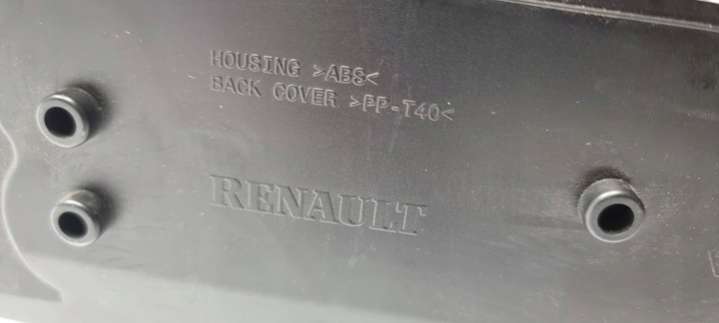 HOUSING >ABS<
BACK COVER >PP-T40<
RENAULT